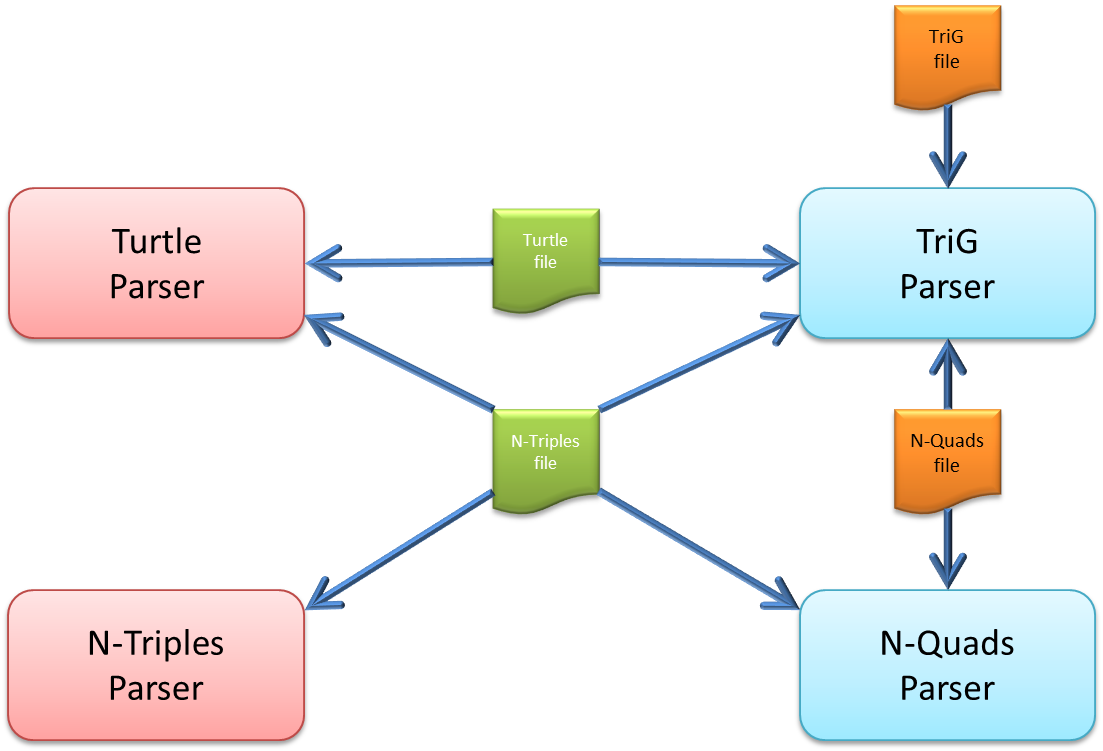 TriG
file
Turtle
Parser
Turtle
file
TriG
Parser
N-Triples
file
N-Quads
file
N-Triples
Parser
N-Quads
Parser